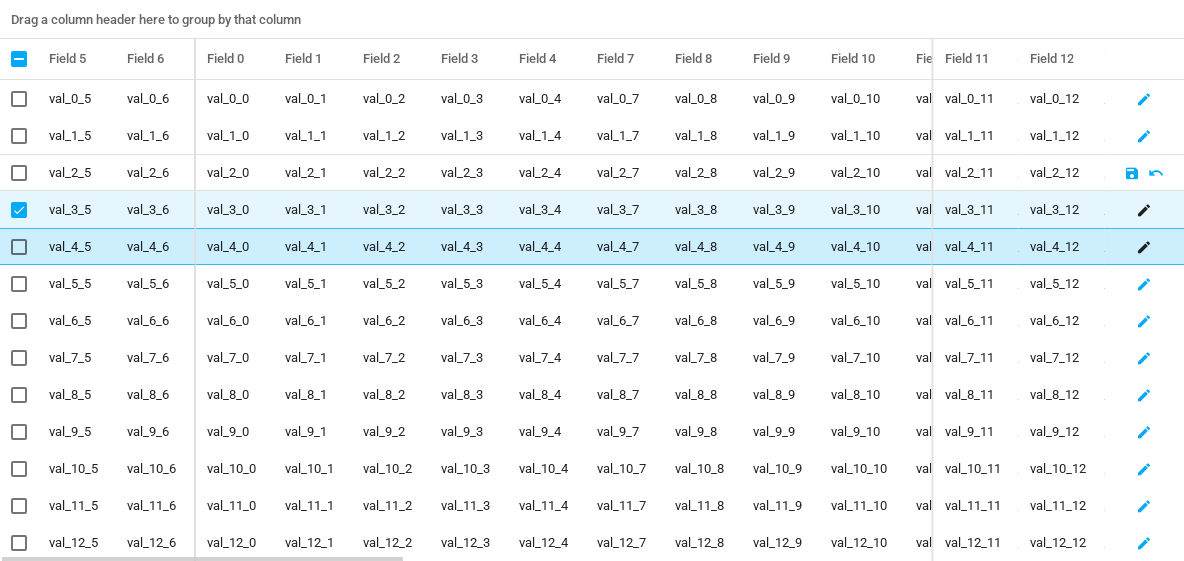 Drag a column header here to group by that column
Field 5 Field 6 Field 0 Field 1 Field 2 Field 3 Field 4 Field 7 Field 8 Field 9 Field 10 Fie Field 11 Field 12
val_0_5 val_0_6 val_0_0 val_0_1 val_0_2 val_0_3 val_0_4 val_0_7 val_0_8 val_0_9 val_0_10 val val_0_11 val_0_12
val_1_5 val_1_6 val_1_0 val_1_1 val_1_2 val_1_3 val_1_4 val_1_7 val_1_8 val_1_9 val_1_10 val val_1_11 val_1_12
val_2_5 val_2_6 val_2_0 val_2_1 val_2_2 val_2_3 val_2_4 val_2_7 val_2_8 val_2_9 val_2_10 val val_2_11 val_2_12
val_3_5 val_3_6 val_3_0 val_3_1 val_3_2 val_3_3 val_3_4 val_3_7 val_3_8 val_3_9 val_3_10 val val_3_11 val_3_12
val_4_5 val_4_6 val_4_0 val_4_1 val_4_2 val_4_3 val_4_4 val_4_7 val_4_8 val_4_9 val_4_10 val val_4_11 val_4_12
val_5_5 val_5_6 val_5_0 val_5_1 val_5_2 val_5_3 val_5_4 val_5_7 val_5_8 val_5_9 val_5_10 val val_5_11 val_5_12
val_6_5 val_6_6 val_6_0 val_6_1 val_6_2 val_6_3 val_6_4 val_6_7 val_6_8 val_6_9 val_6_10 val val_6_11 val_6_12
val_7_5 val_7_6 val_7_0 val_7_1 val_7_2 val_7_3 val_7_4 val_7_7 val_7_8 val_7_9 val_7_10 val val_7_11 val_7_12
val_8_5 val_8_6 val_8_0 val_8_1 val_8_2 val_8_3 val_8_4 val_8_7 val_8_8 val_8_9 val_8_10 val val_8_11 val_8_12
val_9_5 val_9_6 val_9_0 val_9_1 val_9_2 val_9_3 val_9_4 val_9_7 val_9_8 val_9_9 val_9_10 val val_9_11 val_9_12
val_10_5 val_10_6 val_10_0 val_10_1 val_10_2 val_10_3 val_10_4 val_10_7 val_10_8 val_10_9 val_10_10 val val_10_11 val_10_12
val_11_5 val_11_6 val_11_0 val_11_1 val_11_2 val_11_3 val_11_4 val_11_7 val_11_8 val_11_9 val_11_10 val val_11_11 val_11_12
val_12_5 val_12_6 val_12_0 val_12_1 val_12_2 val_12_3 val_12_4 val_12_7 val_12_8 val_12_9 val_12_10 val val_12_11 val_12_12